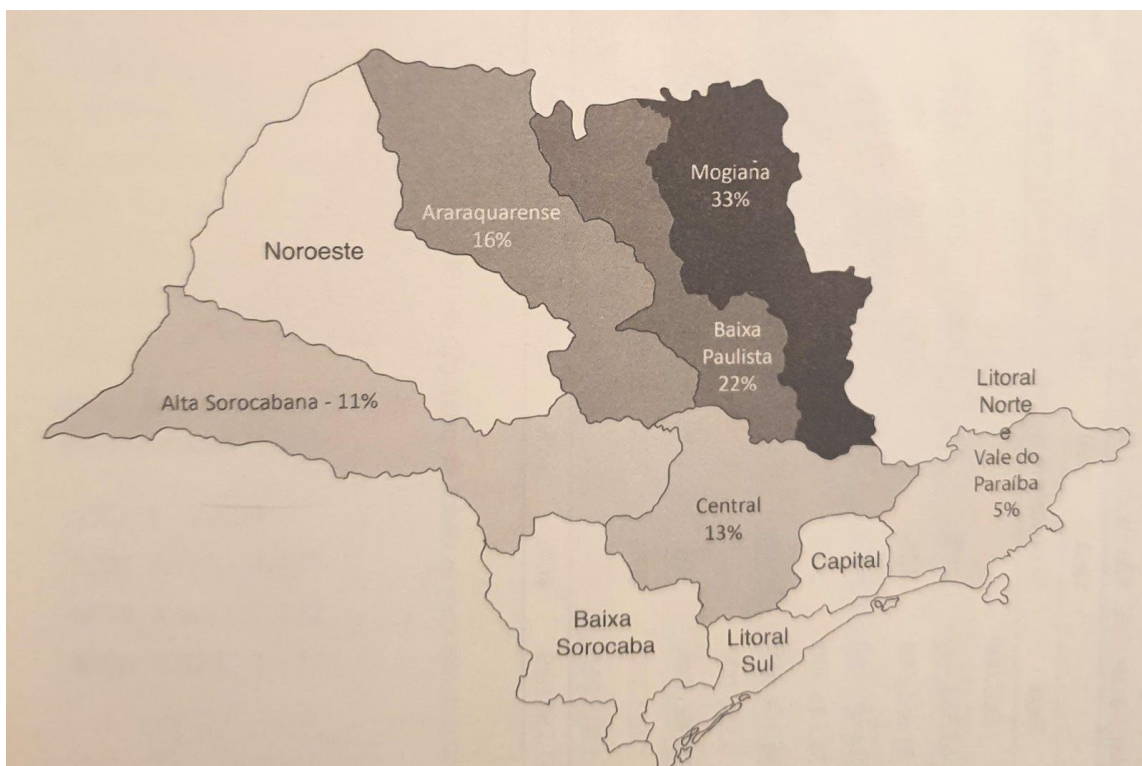 Mogiana
33%
Araraquarense
16%
Noroeste
Baixa
Paulista
22%
Alta Sorocabana - 11%
Litoral
Norte
e
Vale do
Paraíba
5%
Central
13%
Capital
Baixa
Sorocaba
Litoral
Sul